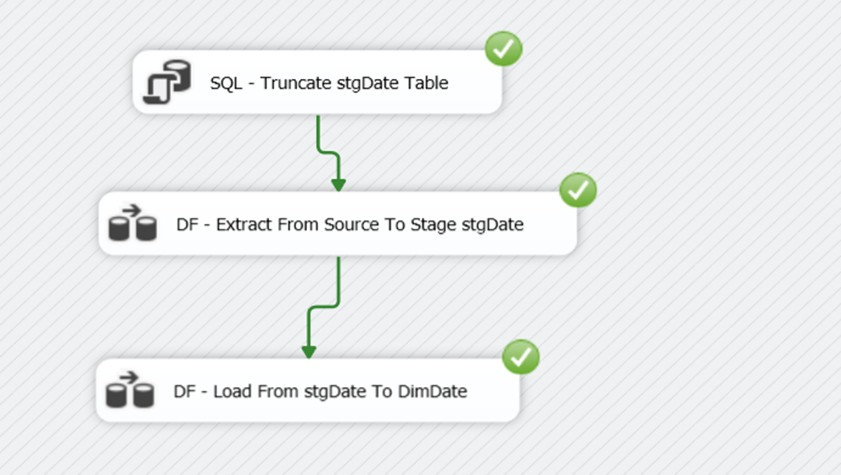 SQL - Truncate stgDate Table
DF - Extract From Source To Stage stgDate
DF - Load From stgDate To DimDate